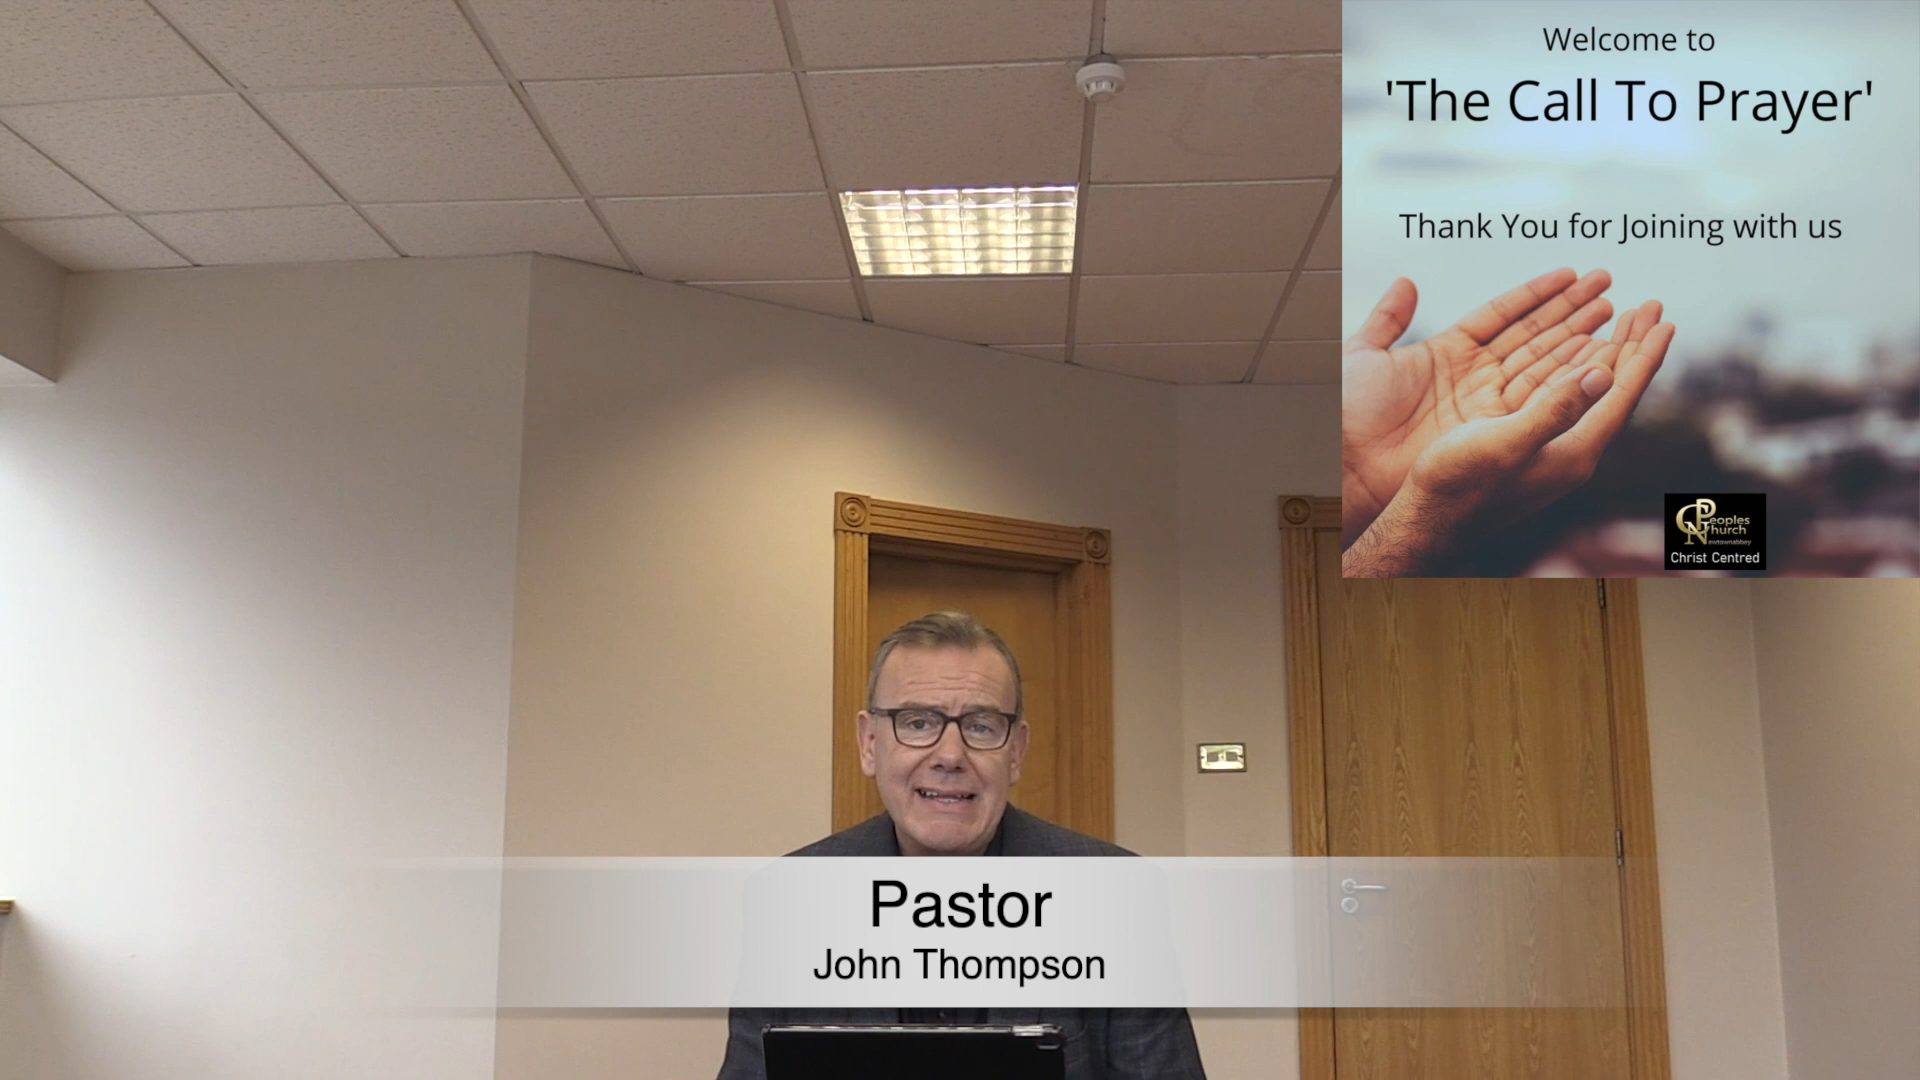 Welcome to
'The Call To Prayer'
Thank You for Joining with us
Peoples
Church
Newtownabbey
Christ Centred
Pastor
John Thompson